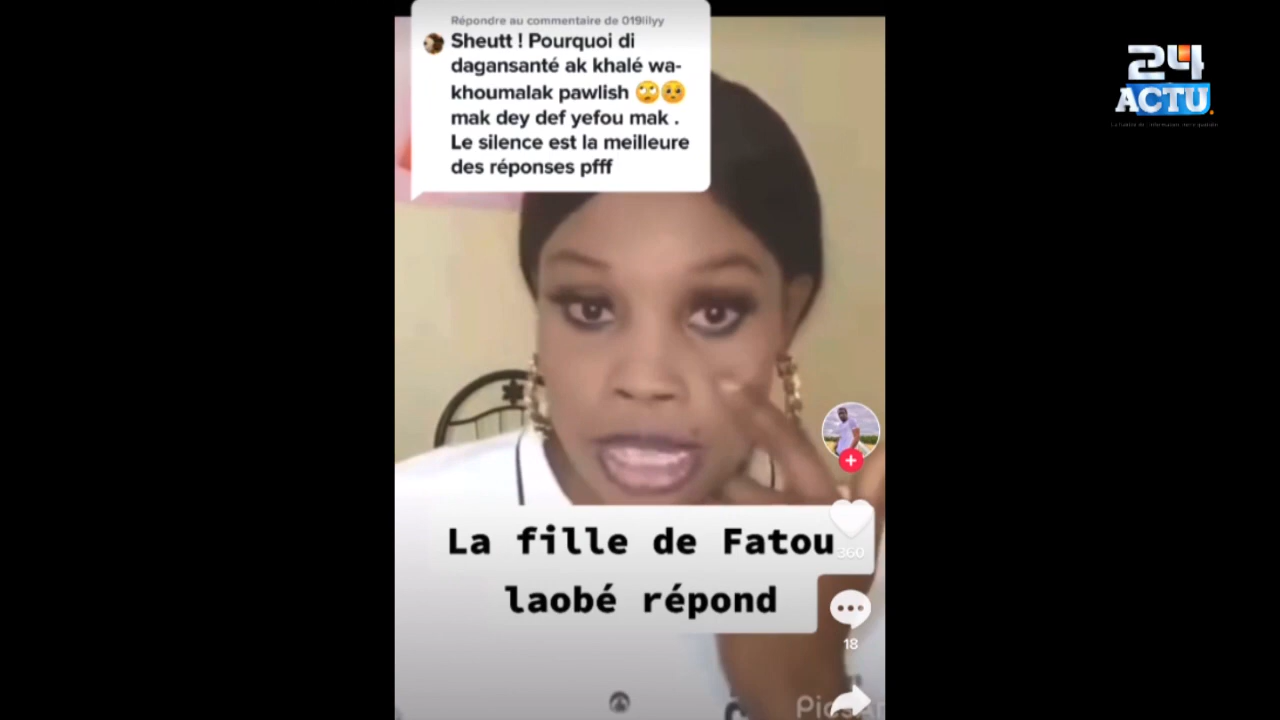 Répondre au commentaire de 019lilyy
Sheutt ! Pourquoi di
dagansanté ak khalé wa-
khoumalak pawlish 🙄🥺
mak dey def yefou mak .
Le silence est la meilleure
des réponses pfff
24
ACTU.
La fille de Fatou
laobé répond
360
18